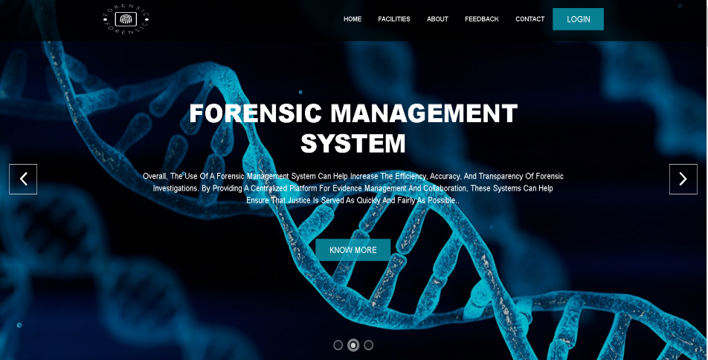 FORENSIC
FORENSIC
HOME FACILITIES ABOUT FEEDBACK CONTACT LOGIN
FORENSIC MANAGEMENT
SYSTEM
Overall, The Use Of A Forensic Management System Can Help Increase The Efficiency, Accuracy, And Transparency Of Forensic
Investigations. By Providing A Centralized Platform For Evidence Management And Collaboration, These Systems Can Help
Ensure That Justice Is Served As Quickly And Fairly As Possible..
KNOW MORE